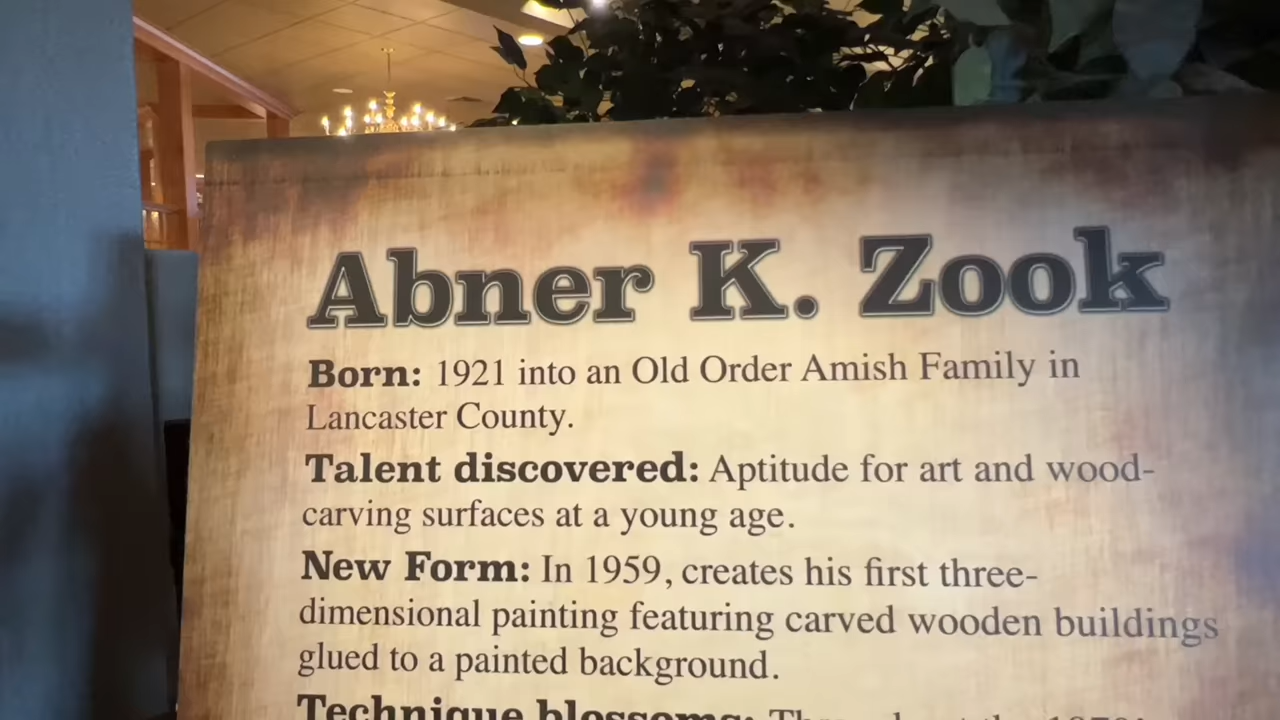 Abner K. Zook
Born: 1921 into an Old Order Amish Family in
Lancaster County.
Talent discovered: Aptitude for art and wood-
carving surfaces at a young age.
New Form: In 1959, creates his first three-
dimensional painting featuring carved wooden buildings
glued to a painted background.
Technique blossoms: